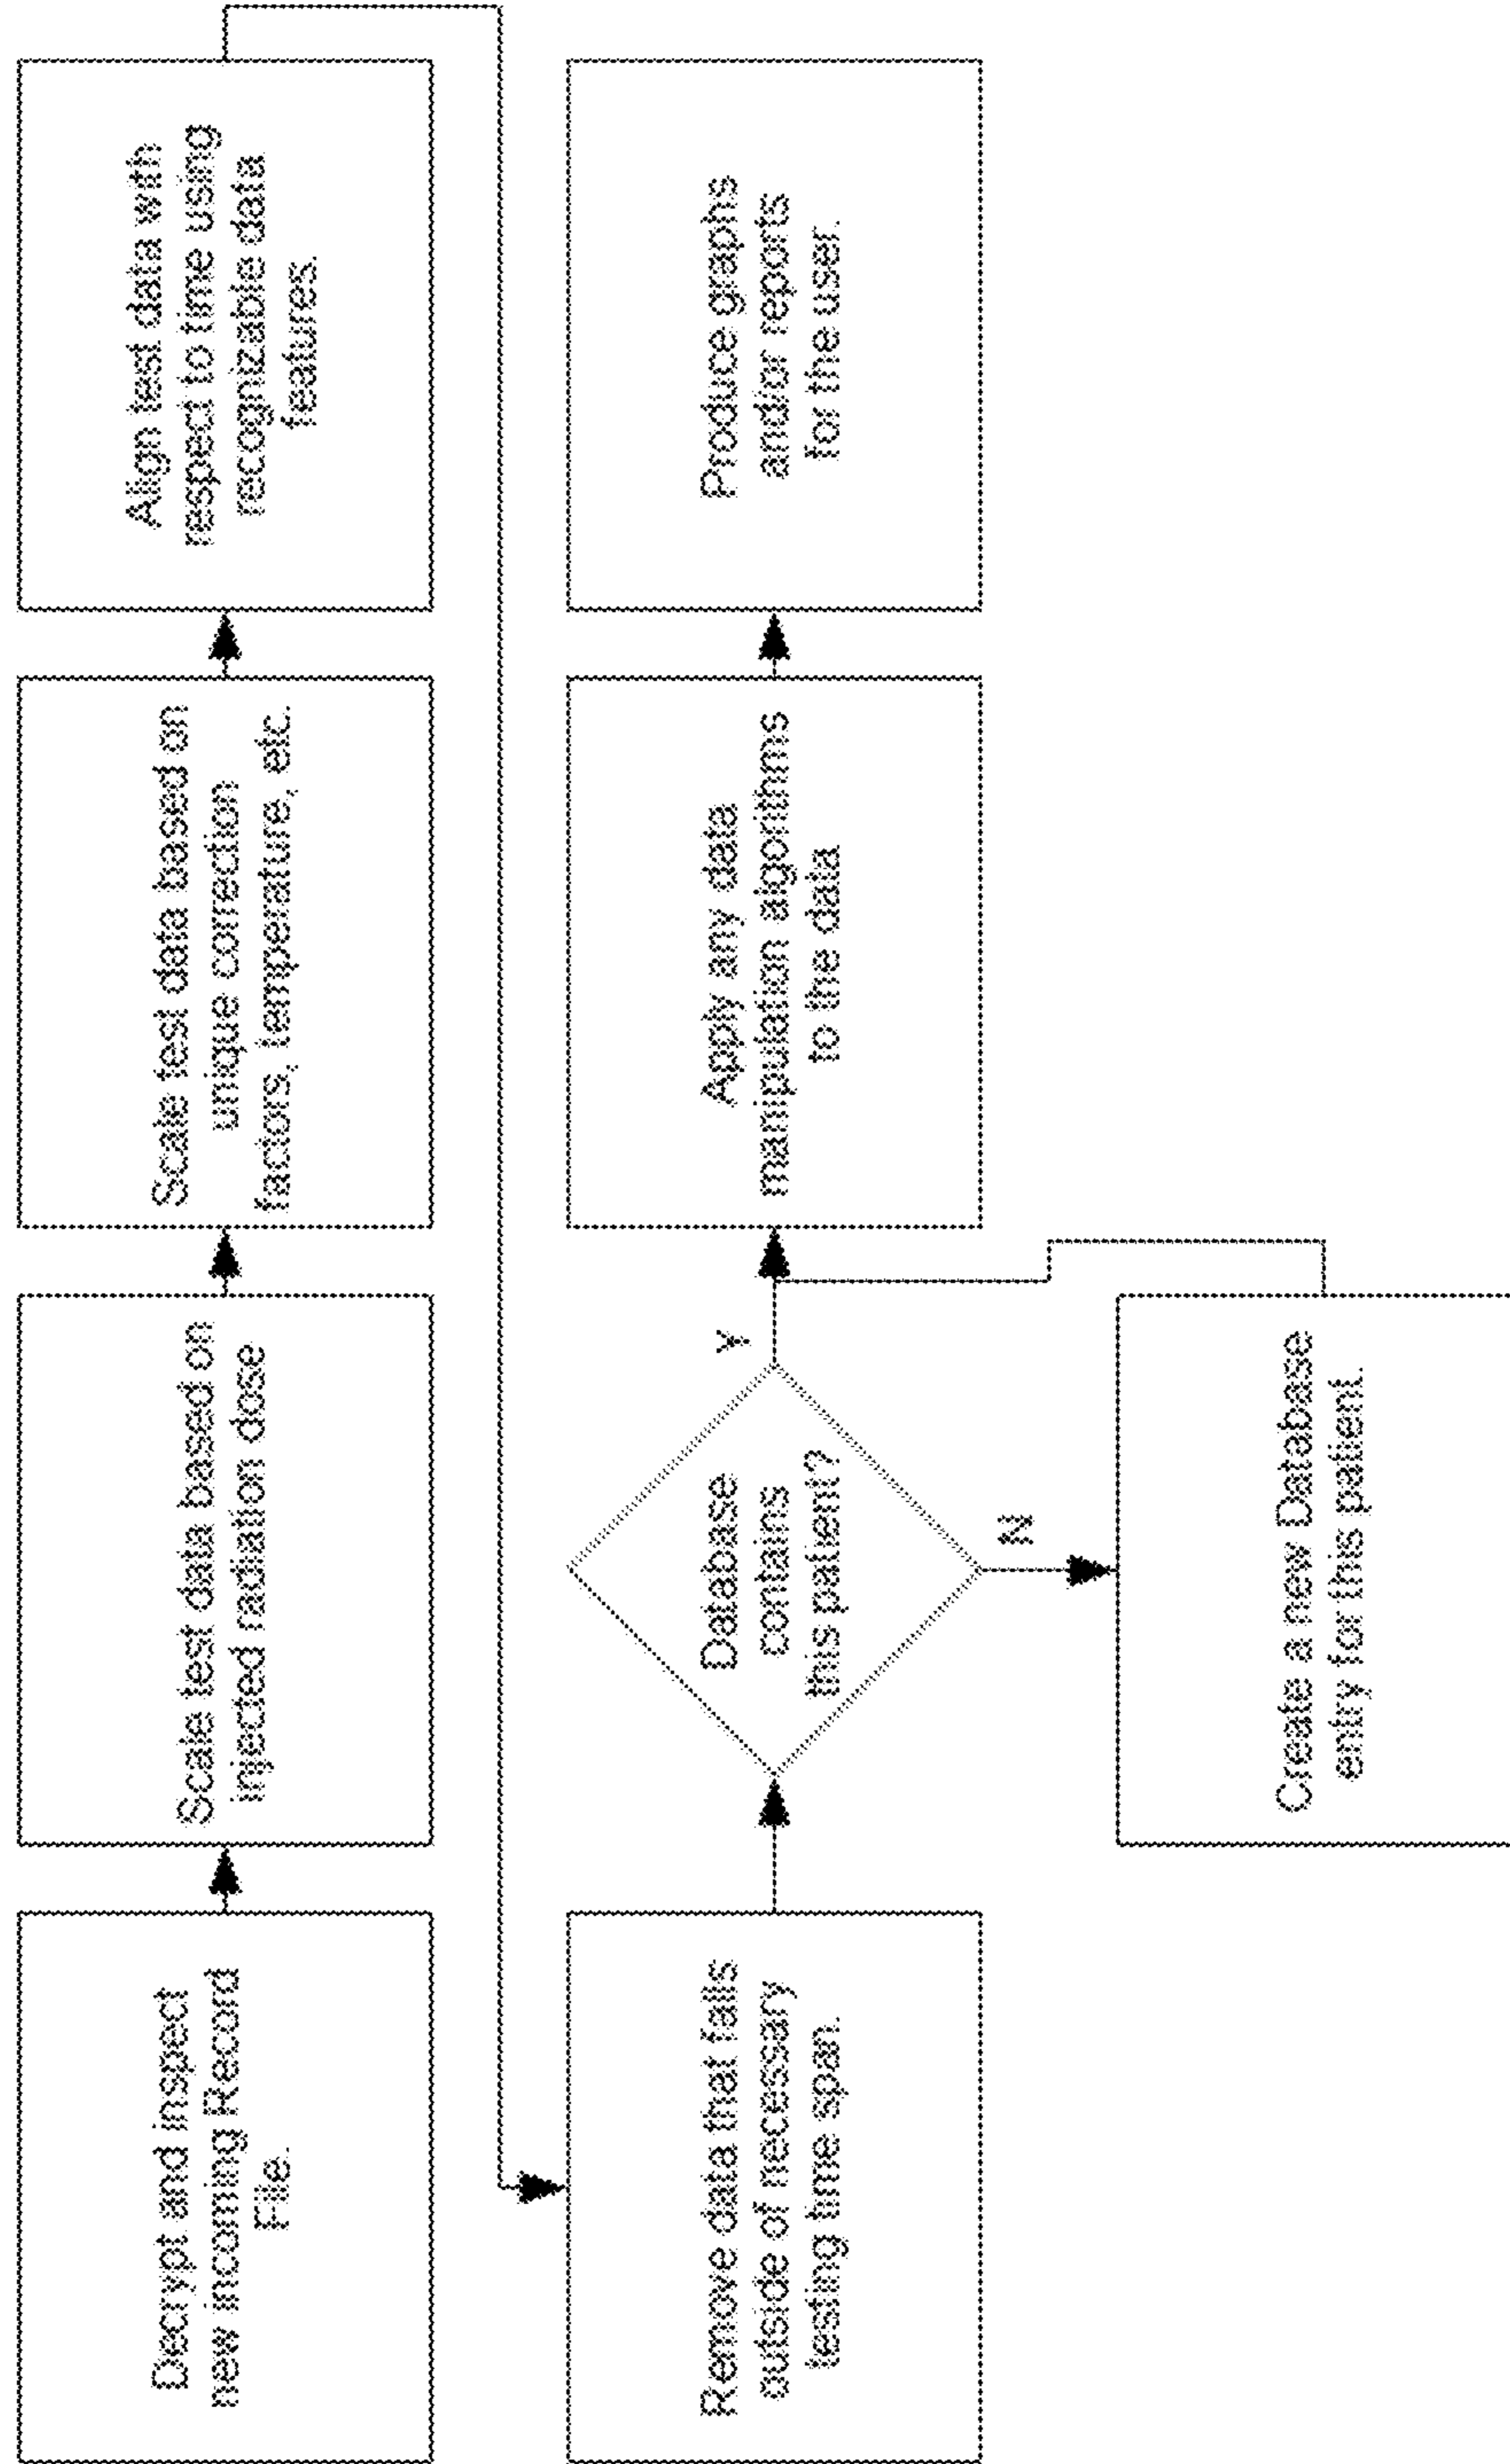 Decrypt and inspect
new incoming Record
File.
Scale test data based on
injected radiation dose
Scale test data based on
unique correction
factors, temperature, etc.
Align test data with
respect to time using
recognizable data
features.
Remove data that falls
outside of necessary
testing time span.
Database
contains
this patient?
Y
N
Create a new Database
entry for this patient.
Apply any data
manipulation algorithms
to the data
Produce graphs
and/or reports
for the user.